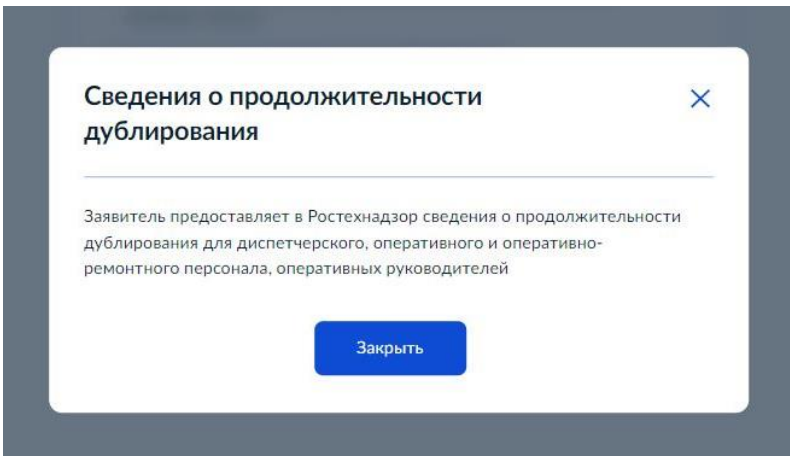 Сведения о продолжительности
дублирования
Заявитель предоставляет в Ростехнадзор сведения о продолжительности
дублирования для диспетчерского, оперативного и оперативно-
ремонтного персонала, оперативных руководителей
Закрыть